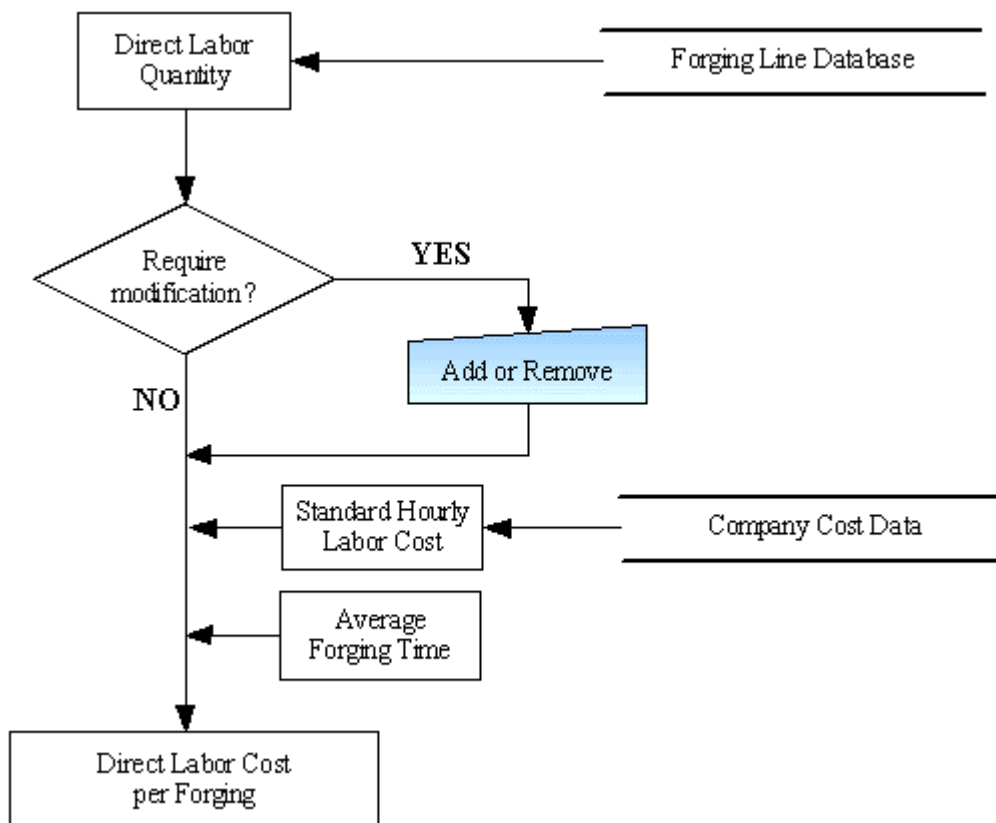 Direct Labor
Quantity
Forging Line Database
Require
modification?
YES
Add or Remove
NO
Standard Hourly
Labor Cost
Company Cost Data
Average
Forging Time
Direct Labor Cost
per Forging